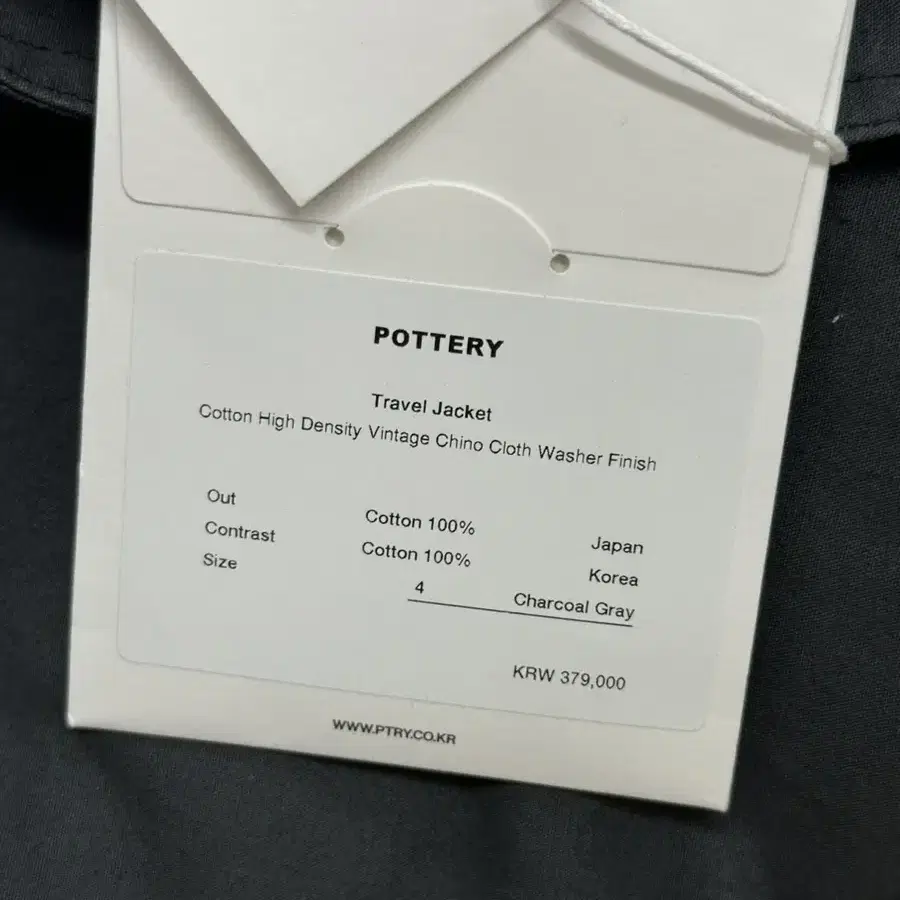 POTTERY
Travel Jacket
Cotton High Density Vintage Chino Cloth Washer Finish
Out Cotton 100% Japan
Contrast Cotton 100% Korea
Size 4 Charcoal Gray
KRW 379,000
WWW.PTRY.CO.KR